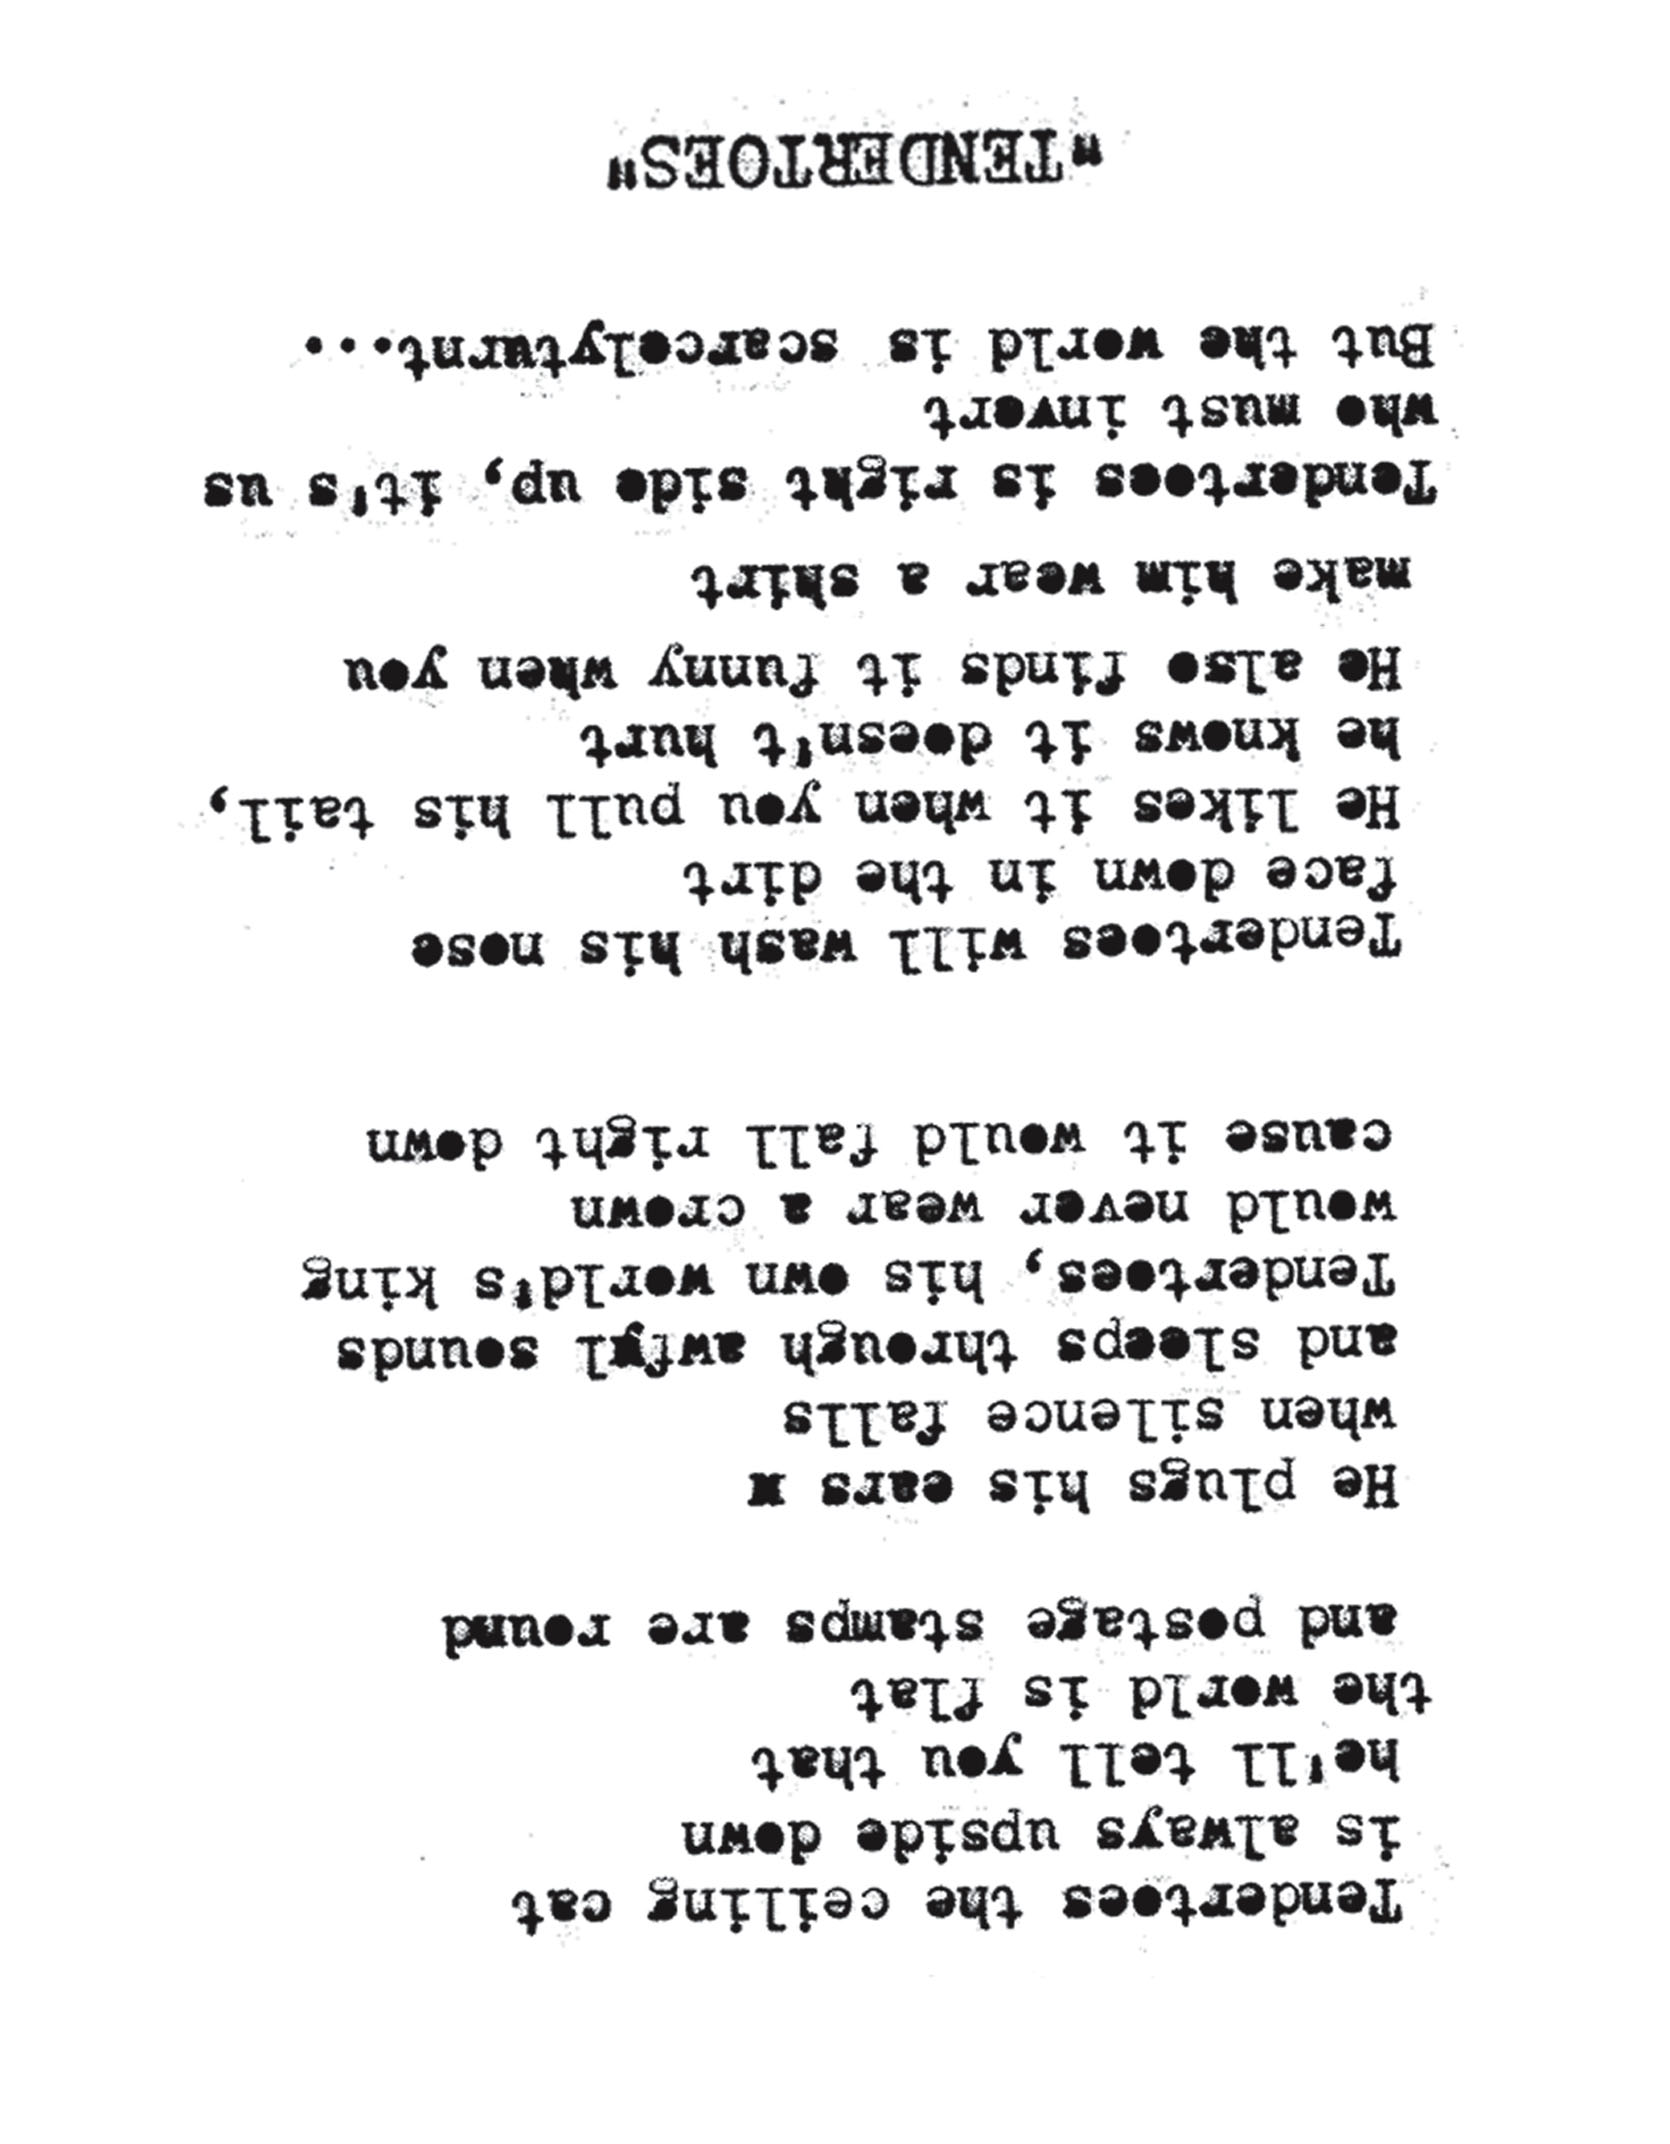 Tendertoes the ceiling cat
is always upside down
he'll tell you that
the world is flat
and postage stamps are round
He plugs his ears x
when silence falls
and sleeps through awful sounds
Tendertoes, his own world's king
would never wear a crown
cause it would fall right down
Tendertoes will wash his nose
face down in the dirt
He likes it when you pull his tail,
he knows it doesn't hurt
He also finds it funny when you
make him wear a shirt
Tendertoes is right side up, it's us
who must invert
But the world is scarcelyturnt...
"TENDERTOES"